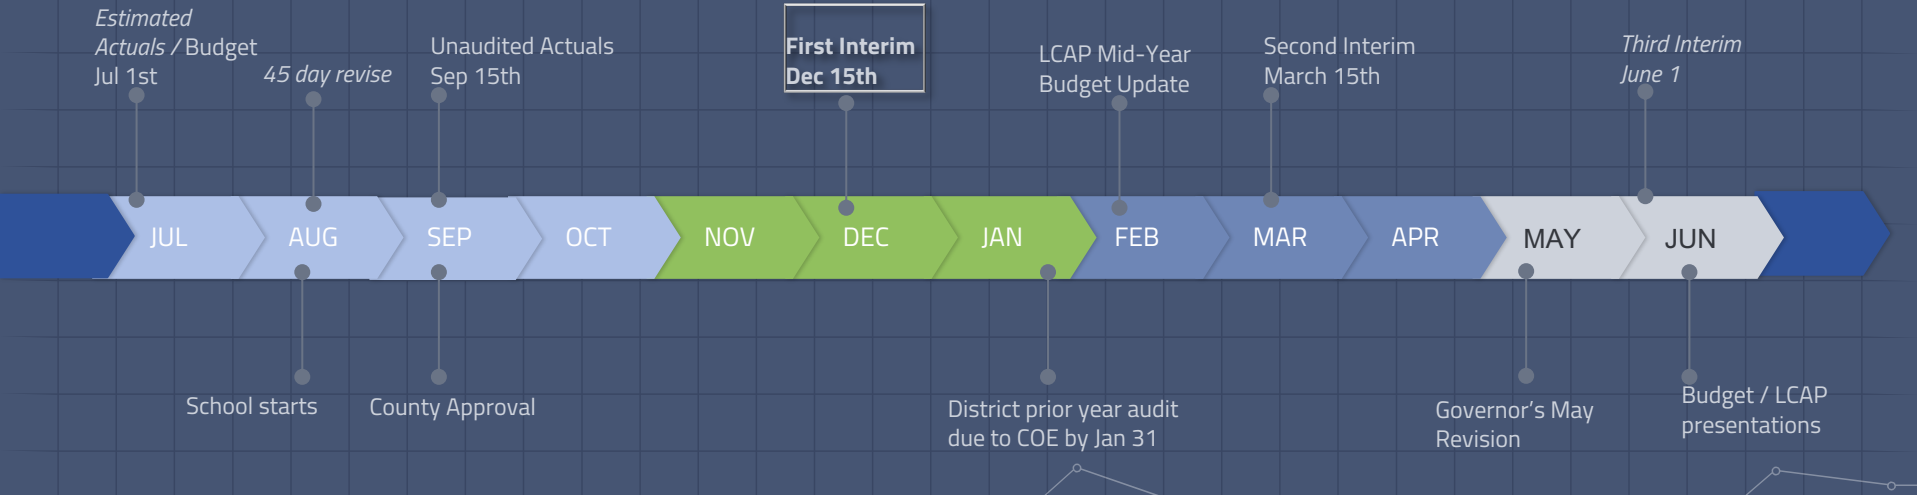 Estimated
Actuals / Budget
Jul 1st
45 day revise
Unaudited Actuals
Sep 15th
First Interim
Dec 15th
LCAP Mid-Year
Budget Update
Second Interim
March 15th
Third Interim
June 1
JUL
AUG
SEP
OCT
NOV
DEC
JAN
FEB
MAR
APR
MAY
JUN
School starts
County Approval
District prior year audit
due to COE by Jan 31
Governor’s May
Revision
Budget / LCAP
presentations